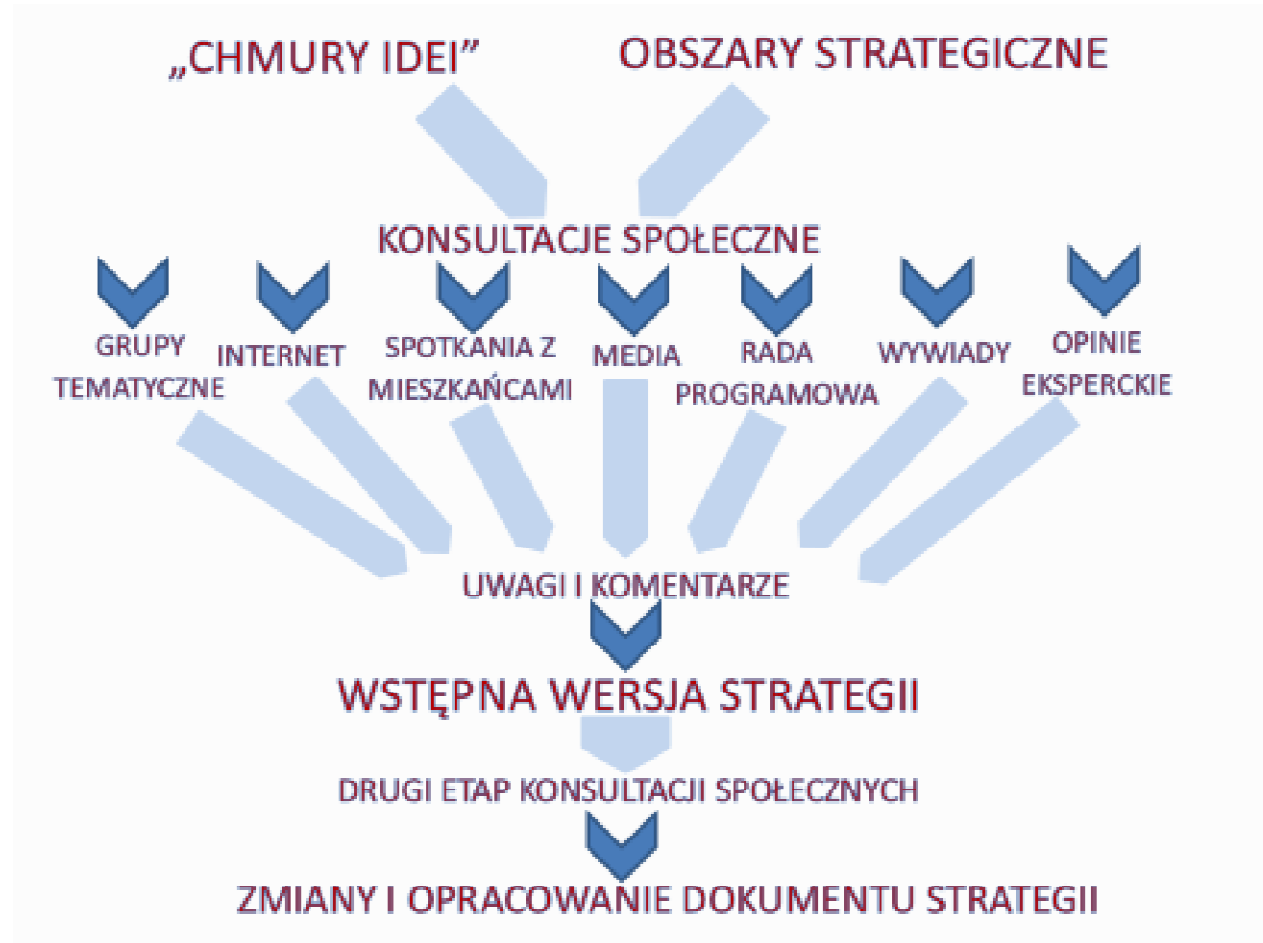 „CHMURY IDEI”
OBSZARY STRATEGICZNE
KONSULTACJE SPOŁECZNE
GRUPY
TEMATYCZNE
INTERNET
SPOTKANIA Z
MIESZKAŃCAMI
MEDIA
RADA
PROGRAMOWA
WYWIADY
OPINIE
EKSPERCKIE
UWAGI I KOMENTARZE
WSTĘPNA WERSJA STRATEGII
DRUGI ETAP KONSULTACJI SPOŁECZNYCH
ZMIANY I OPRACOWANIE DOKUMENTU STRATEGII